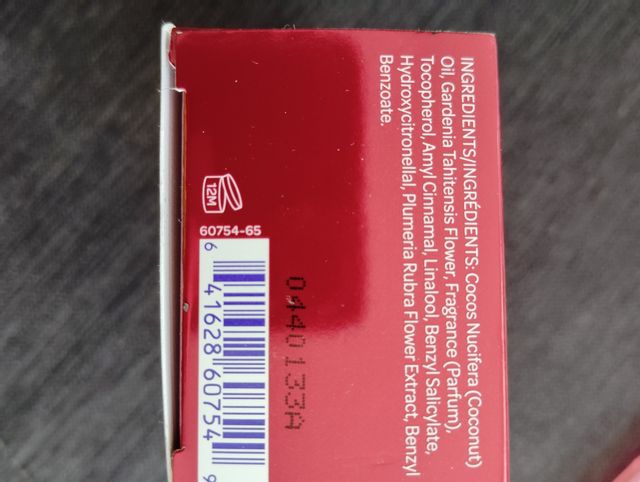 INGREDIENTS/INGRÉDIENTS: Cocos Nucifera (Coconut)
Oil, Gardenia Tahitensis Flower, Fragrance (Parfum),
Tocopherol, Amyl Cinnamal, Linalool, Benzyl Salicylate,
Hydroxycitronellal, Plumeria Rubra Flower Extract, Benzyl
Benzoate.
12M
60754-65
6 41628 60754 9
0440133A